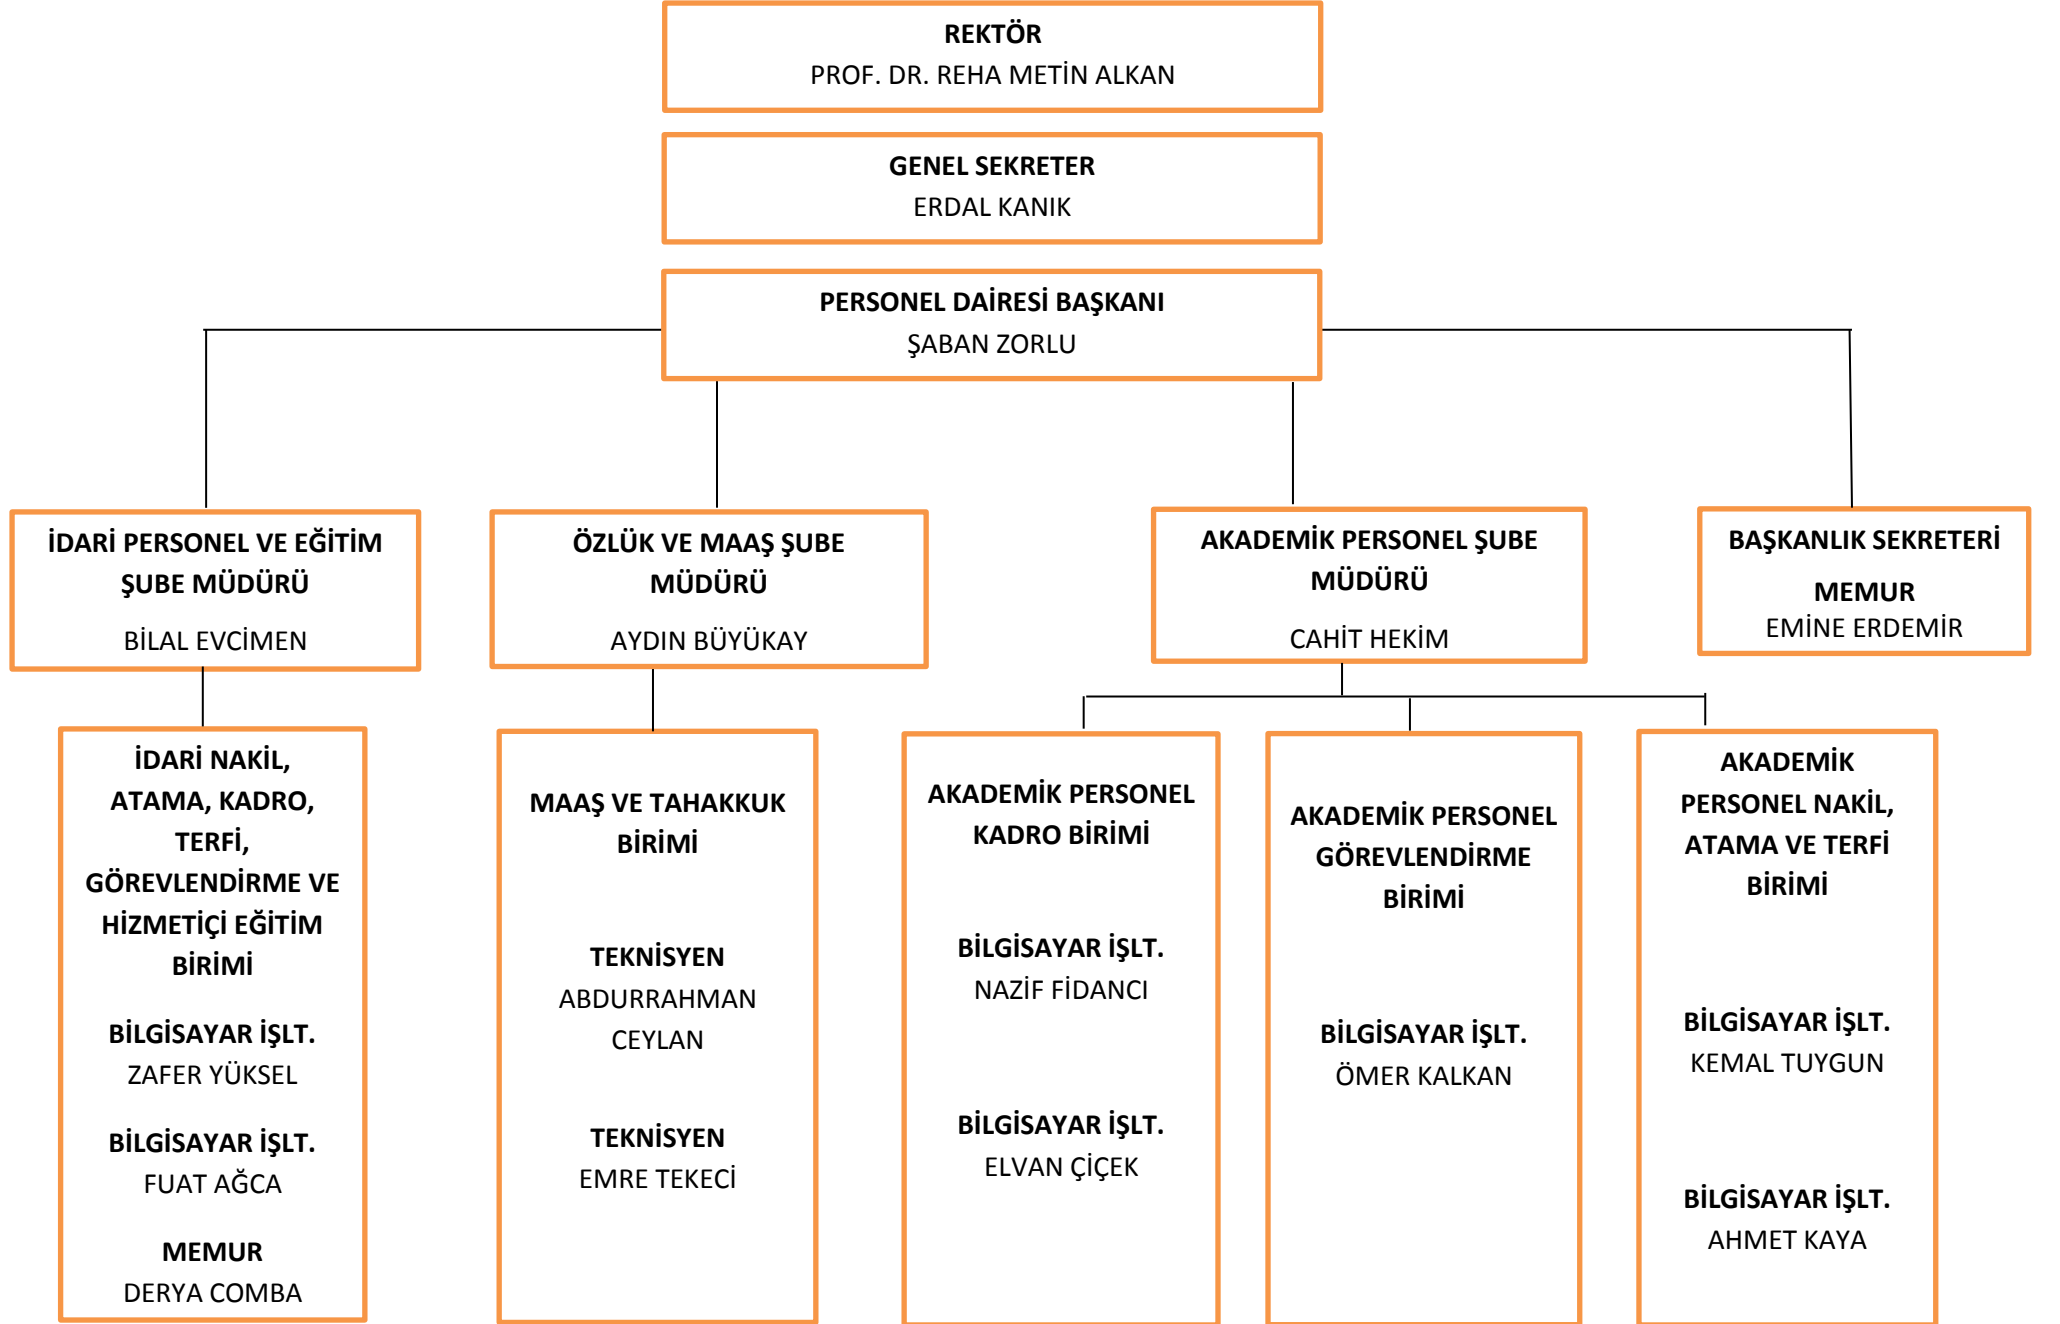 REKTÖR
PROF. DR. REHA METİN ALKAN
GENEL SEKRETER
ERDAL KANIK
PERSONEL DAİRESİ BAŞKANI
ŞABAN ZORLU
İDARİ PERSONEL VE EĞİTİM
ŞUBE MÜDÜRÜ
BİLAL EVCİMEN
ÖZLÜK VE MAAŞ ŞUBE
MÜDÜRÜ
AYDIN BÜYÜKAY
AKADEMİK PERSONEL ŞUBE
MÜDÜRÜ
CAHİT HEKİM
BAŞKANLIK SEKRETERİ
MEMUR
EMİNE ERDEMİR
İDARİ NAKİL,
ATAMA, KADRO,
TERFİ,
GÖREVLENDİRME VE
HİZMETİÇİ EĞİTİM
BİRİMİ
BİLGİSAYAR İŞLT.
ZAFER YÜKSEL
BİLGİSAYAR İŞLT.
FUAT AĞCA
MEMUR
DERYA COMBA
MAAŞ VE TAHAKKUK
BİRİMİ
TEKNİSYEN
ABDURRAHMAN
CEYLAN
TEKNİSYEN
EMRE TEKECİ
AKADEMİK PERSONEL
KADRO BİRİMİ
BİLGİSAYAR İŞLT.
NAZİF FİDANCI
BİLGİSAYAR İŞLT.
ELVAN ÇİÇEK
AKADEMİK PERSONEL
GÖREVLENDİRME
BİRİMİ
BİLGİSAYAR İŞLT.
ÖMER KALKAN
AKADEMİK
PERSONEL NAKİL,
ATAMA VE TERFİ
BİRİMİ
BİLGİSAYAR İŞLT.
KEMAL TUYGUN
BİLGİSAYAR İŞLT.
AHMET KAYA